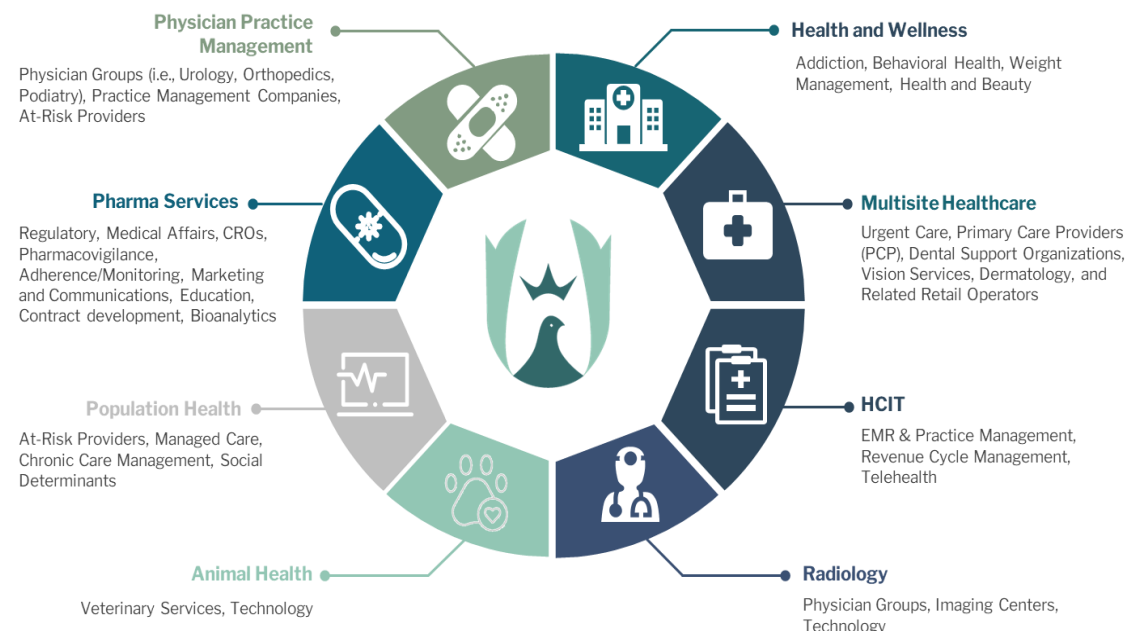 Physician Practice
Management
Physician Groups (i.e., Urology, Orthopedics,
Podiatry), Practice Management Companies,
At-Risk Providers
Health and Wellness
Addiction, Behavioral Health, Weight
Management, Health and Beauty
Pharma Services
Regulatory, Medical Affairs, CROs,
Pharmacovigilance,
Adherence/Monitoring, Marketing
and Communications, Education,
Contract development, Bioanalytics
Multisite Healthcare
Urgent Care, Primary Care Providers
(PCP), Dental Support Organizations,
Vision Services, Dermatology, and
Related Retail Operators
Population Health
At-Risk Providers, Managed Care,
Chronic Care Management, Social
Determinants
HCIT
EMR & Practice Management,
Revenue Cycle Management,
Telehealth
Animal Health
Veterinary Services, Technology
Radiology
Physician Groups, Imaging Centers,
Technology